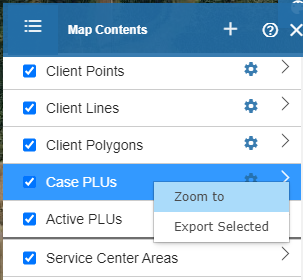 Map Contents
Client Points
Client Lines
Client Polygons
Case PLUs
Zoom to
Active PLUs
Export Selected
Service Center Areas